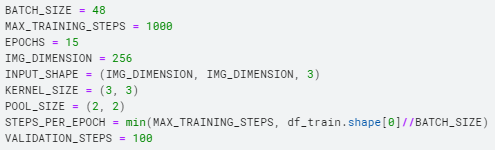 BATCH_SIZE = 48
MAX_TRAINING_STEPS = 1000
EPOCHS = 15
IMG_DIMENSION = 256
INPUT_SHAPE = (IMG_DIMENSION, IMG_DIMENSION, 3)
KERNEL_SIZE = (3, 3)
POOL_SIZE = (2, 2)
STEPS_PER_EPOCH = min(MAX_TRAINING_STEPS, df_train.shape[0]//BATCH_SIZE)
VALIDATION_STEPS = 100